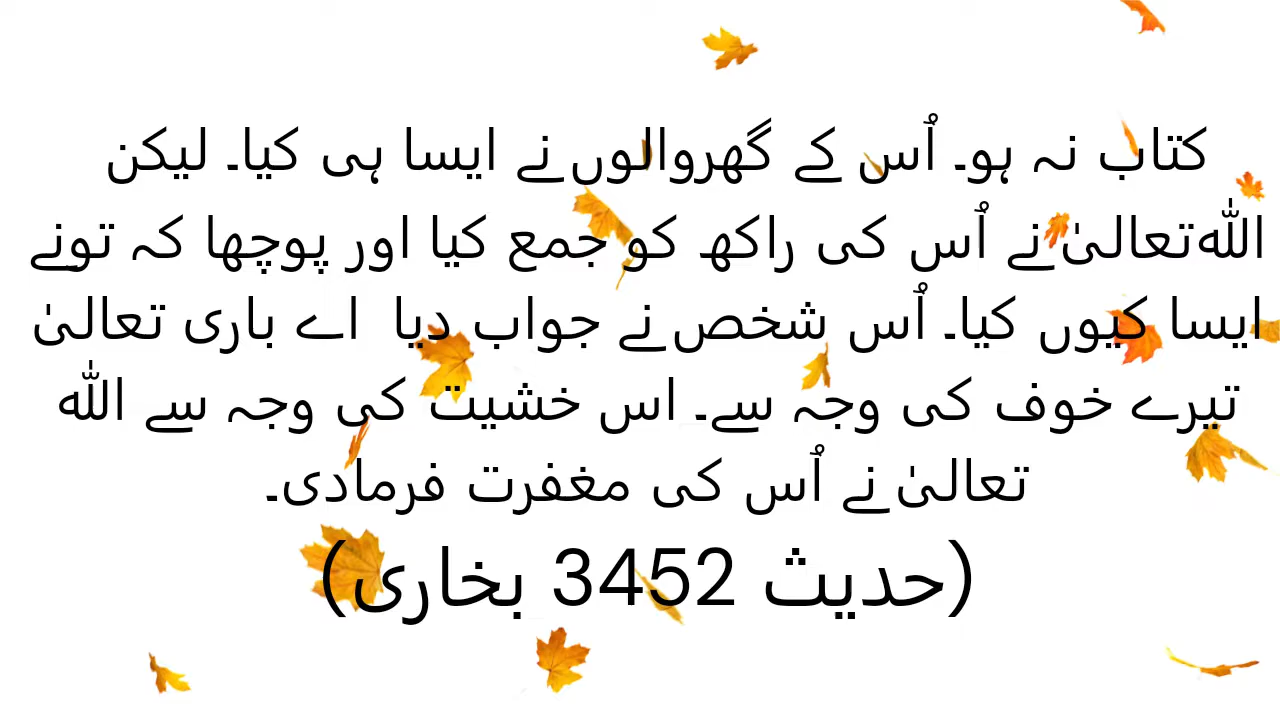 کتاب نہ ہو۔ اُس کے گھروالوں نے ایسا ہی کیا۔ لیکن
اللہ تعالیٰ نے اُس کی راکھ کو جمع کیا اور پوچھا کہ تونے
ایسا کیوں کیا۔ اُس شخص نے جواب دیا اے باری تعالیٰ
تیرے خوف کی وجہ سے۔ اس خشیت کی وجہ سے اللہ
تعالیٰ نے اُس کی مغفرت فرمادی۔
(حدیث 3452 بخاری)